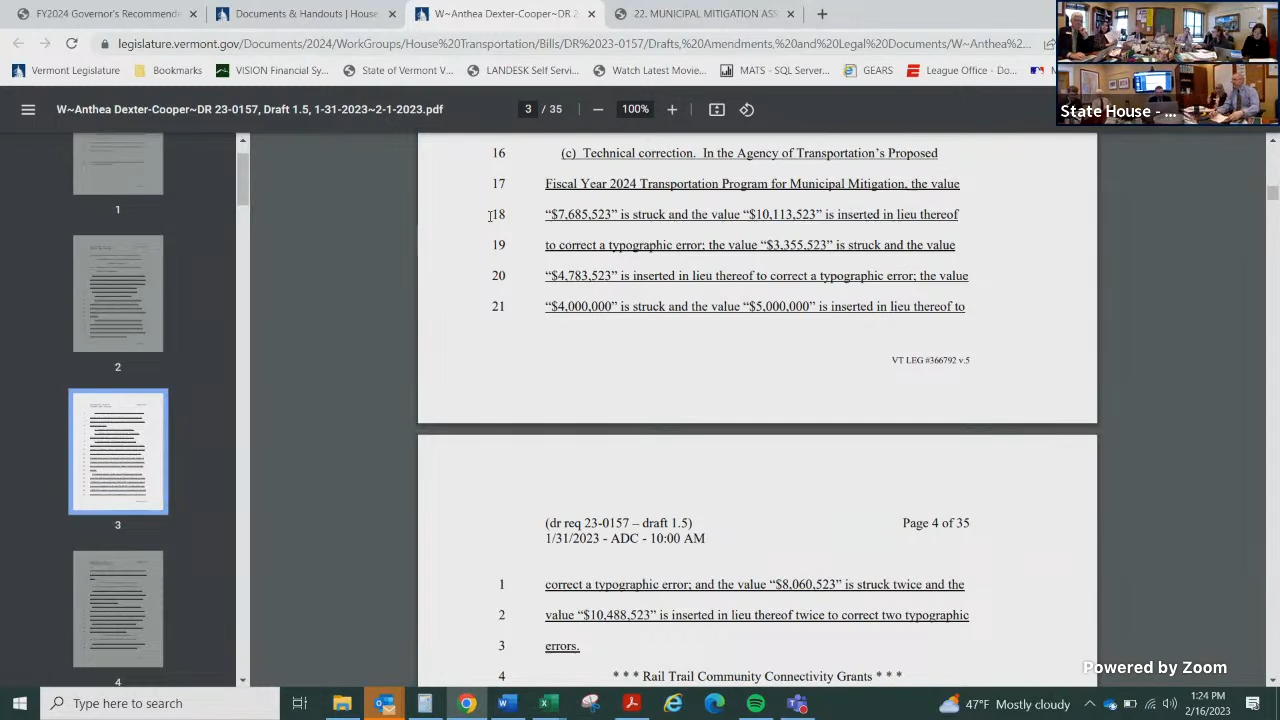 FY2024 Governor's Recommend
Documents & Handouts | House
W~Anthea Dexter-Cooper~DR 2
22. MUNICIPAL MITIGATION ASS
legislature.vermont.gov/Documents/2024/WorkGroups/House%20Transportation/Bills/DR%2023-0157/Drafts,%20Amendments,%20and%20Legal%20Documents/W~Anthea%2...
Vermont Legislature
Bookmarks
VISION Financial Sy...
State of Vermont V...
LANDESK Self Servi...
Watch Latest Movie...
MATS - SQL Server...
GEARS
League Office - Do...
W~Anthea Dexter-Cooper~DR 23-0157, Draft 1.5, 1-31-2023~2-1-2023.pdf
3 / 35
100%
State House - ...
1
2
3
16 (c) Technical correction. In the Agency of Transportation's Proposed
17 Fiscal Year 2024 Transportation Program for Municipal Mitigation, the value
18 "$7,685,523" is struck and the value "$10,113,523" is inserted in lieu thereof
19 to correct a typographic error; the value "$3,355,523" is struck and the value
20 "$4,783,523" is inserted in lieu thereof to correct a typographic error; the value
21 "$4,000,000" is struck and the value "$5,000,000" is inserted in lieu thereof to
VT LEG #366792 v.5
(dr req 23-0157 – draft 1.5)
Page 4 of 35
1/31/2023 - ADC - 10:00 AM
1 correct a typographic error; and the value "$8,060,523" is struck twice and the
2 value "$10,488,523" is inserted in lieu thereof twice to correct two typographic
3 errors.
4 * * * Rail Trail Community Connectivity Grants * * *
Powered by Zoom
Type here to search
47°F Mostly cloudy
1:24 PM
2/16/2023